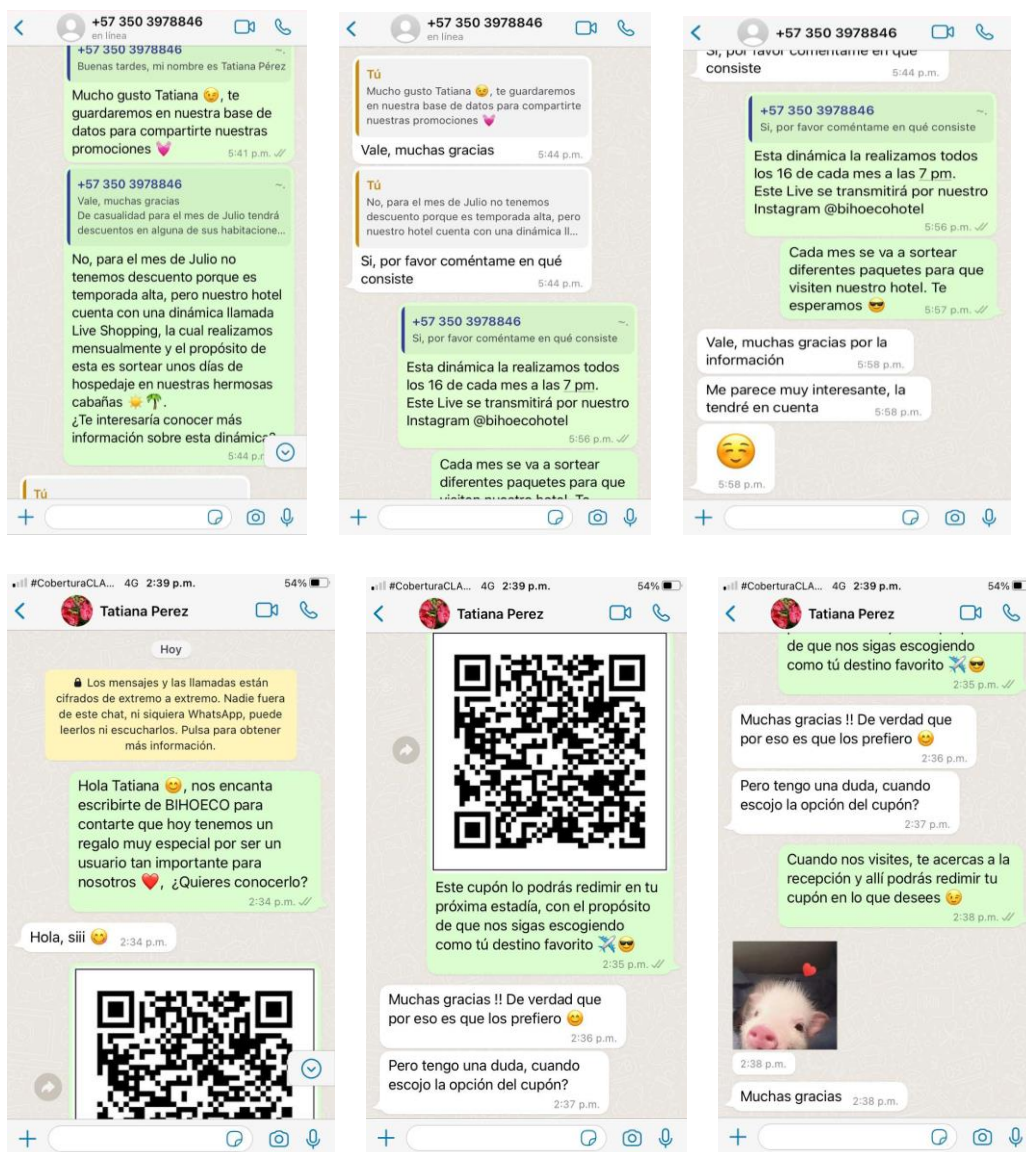 +57 350 3978846
en línea
+57 350 3978846
Buenas tardes, mi nombre es Tatiana Pérez
Mucho gusto Tatiana 😉, te
guardaremos en nuestra base de
datos para compartirte nuestras
promociones 💓
5:41 p.m.
+57 350 3978846
~.
Vale, muchas gracias
De casualidad para el mes de Julio tendrá
descuentos en alguna de sus habitacione...
No, para el mes de Julio no
tenemos descuento porque es
temporada alta, pero nuestro hotel
cuenta con una dinámica llamada
Live Shopping, la cual realizamos
mensualmente y el propósito de
esta es sortear unos días de
hospedaje en nuestras hermosas
cabañas ☀️🌴.
¿Te interesaría conocer más
información sobre esta dinámica?
5:44 p.
Tú
+57 350 3978846
en línea
Tú
Mucho gusto Tatiana 😉, te guardaremos
en nuestra base de datos para compartirte
nuestras promociones 💓
Vale, muchas gracias
5:44 p.m.
Tú
No, para el mes de Julio no tenemos
descuento porque es temporada alta, pero
nuestro hotel cuenta con una dinámica ll...
Si, por favor coméntame en qué
consiste
5:44 p.m.
+57 350 3978846
~.
Si, por favor coméntame en qué consiste
Esta dinámica la realizamos todos
los 16 de cada mes a las 7 pm.
Este Live se transmitirá por nuestro
Instagram @bihoecohotel
5:56 p.m.
Cada mes se va a sortear
diferentes paquetes para que
visiten nuestro hotel. Te
+57 350 3978846
Si, por favor coméntame en qué
consiste
5:44 p.m.
+57 350 3978846
~.
Si, por favor coméntame en qué consiste
Esta dinámica la realizamos todos
los 16 de cada mes a las 7 pm.
Este Live se transmitirá por nuestro
Instagram @bihoecohotel
5:56 p.m.
Cada mes se va a sortear
diferentes paquetes para que
visiten nuestro hotel. Te
esperamos 😎
5:57 p.m.
Vale, muchas gracias por la
información
5:58 p.m.
Me parece muy interesante, la
tendré en cuenta
5:58 p.m.
☺️
5:58 p.m.
#CoberturaCLA... 4G 2:39 p.m. 54%
Tatiana Perez
Hoy
🔒 Los mensajes y las llamadas están
cifrados de extremo a extremo. Nadie fuera
de este chat, ni siquiera WhatsApp, puede
leerlos ni escucharlos. Pulsa para obtener
más información.
Hola Tatiana 😊, nos encanta
escribirte de BIHOECO para
contarte que hoy tenemos un
regalo muy especial por ser un
usuario tan importante para
nosotros ❤️, ¿Quieres conocerlo?
2:34 p.m.
Hola, siii 😋
2:34 p.m.
#CoberturaCLA... 4G 2:39 p.m. 54%
Tatiana Perez
Este cupón lo podrás redimir en tu
próxima estadía, con el propósito
de que nos sigas escogiendo
como tú destino favorito ✈️😎
2:35 p.m.
Muchas gracias !! De verdad que
por eso es que los prefiero 😊
2:36 p.m.
Pero tengo una duda, cuando
escojo la opción del cupón?
2:37 p.m.
#CoberturaCLA... 4G 2:39 p.m. 54%
Tatiana Perez
de que nos sigas escogiendo
como tú destino favorito ✈️😎
2:35 p.m.
Muchas gracias !! De verdad que
por eso es que los prefiero 😊
2:36 p.m.
Pero tengo una duda, cuando
escojo la opción del cupón?
2:37 p.m.
Cuando nos visites, te acercas a la
recepción y allí podrás redimir tu
cupón en lo que desees 😉
2:38 p.m.
2:38 p.m.
Muchas gracias
2:38 p.m.